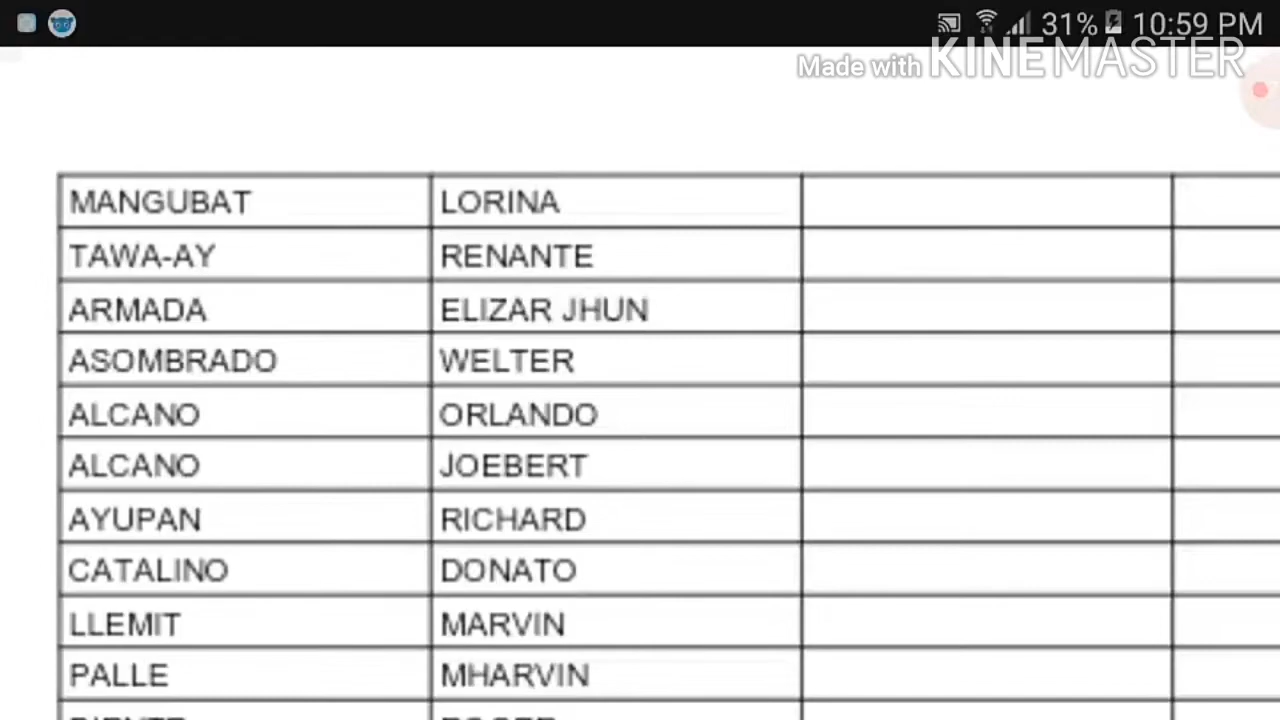 31% 10:59 PM
Made with KINEMASTER
MANGUBAT LORINA
TAWA-AY RENANTE
ARMADA ELIZAR JHUN
ASOMBRADO WELTER
ALCANO ORLANDO
ALCANO JOEBERT
AYUPAN RICHARD
CATALINO DONATO
LLEMIT MARVIN
PALLE MHARVIN